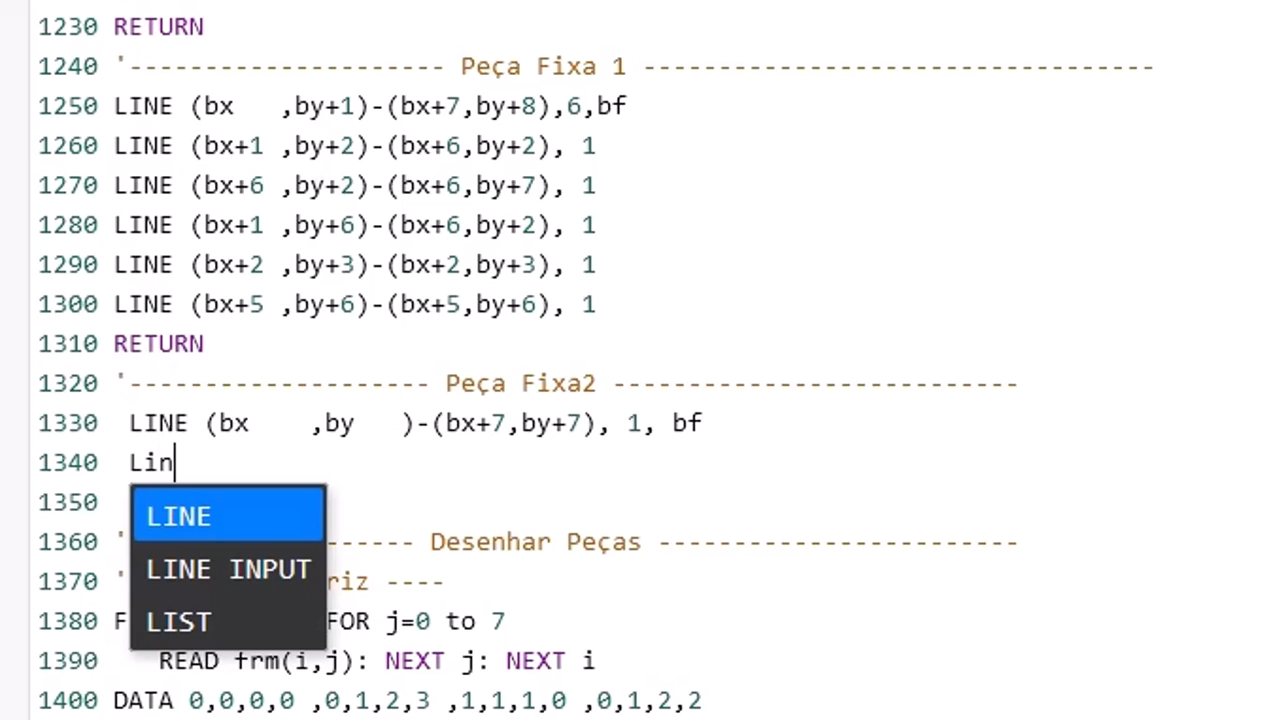 1230 RETURN
1240 '--------------------- Peça Fixa 1 ----------------------------------
1250 LINE (bx   ,by+1)-(bx+7,by+8),6,bf
1260 LINE (bx+1 ,by+2)-(bx+6,by+2), 1
1270 LINE (bx+6 ,by+2)-(bx+6,by+7), 1
1280 LINE (bx+1 ,by+6)-(bx+6,by+2), 1
1290 LINE (bx+2 ,by+3)-(bx+2,by+3), 1
1300 LINE (bx+5 ,by+6)-(bx+5,by+6), 1
1310 RETURN
1320 '-------------------- Peça Fixa2 ---------------------------
1330  LINE (bx    ,by   )-(bx+7,by+7), 1, bf
1340  Lin
1350
LINE
1360 ' ------ Desenhar Peças ------------------------
LINE INPUT
1370 ' riz ----
LIST
1380 F FOR j=0 to 7
1390    READ frm(i,j): NEXT j: NEXT i
1400 DATA 0,0,0,0 ,0,1,2,3 ,1,1,1,0 ,0,1,2,2